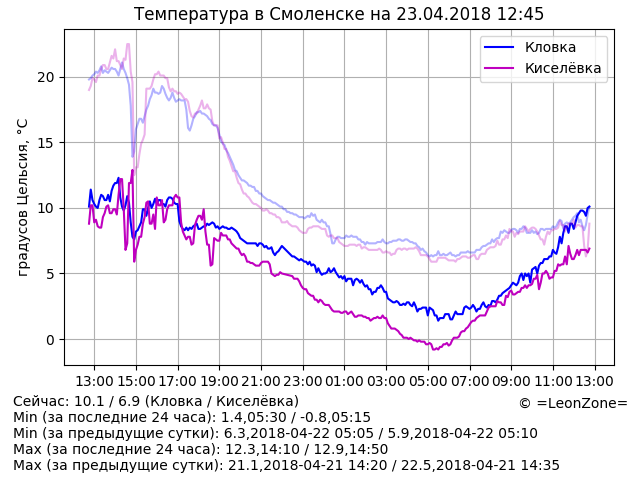 Температура в Смоленске на 23.04.2018 12:45
Кловка
Киселёвка
градусов Цельсия, °C
20
15
10
5
0
13:00 15:00 17:00 19:00 21:00 23:00 01:00 03:00 05:00 07:00 09:00 11:00 13:00
Сейчас: 10.1 / 6.9 (Кловка / Киселёвка)
© =LeonZone=
Min (за последние 24 часа): 1.4,05:30 / -0.8,05:15
Min (за предыдущие сутки): 6.3,2018-04-22 05:05 / 5.9,2018-04-22 05:10
Max (за последние 24 часа): 12.3,14:10 / 12.9,14:50
Max (за предыдущие сутки): 21.1,2018-04-21 14:20 / 22.5,2018-04-21 14:35